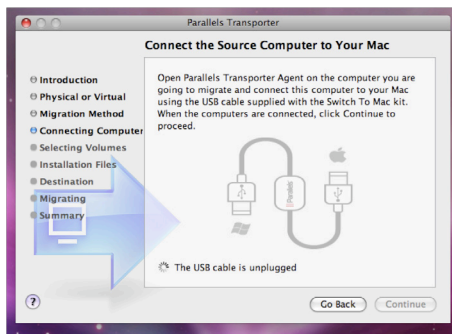 Parallels Transporter
Connect the Source Computer to Your Mac
Introduction
Physical or Virtual
Migration Method
Connecting Computer
Selecting Volumes
Installation Files
Destination
Migrating
Summary
Open Parallels Transporter Agent on the computer you are
going to migrate and connect this computer to your Mac
using the USB cable supplied with the Switch To Mac kit.
When the computers are connected, click Continue to
proceed.
Parallels
The USB cable is unplugged
?
Go Back
Continue